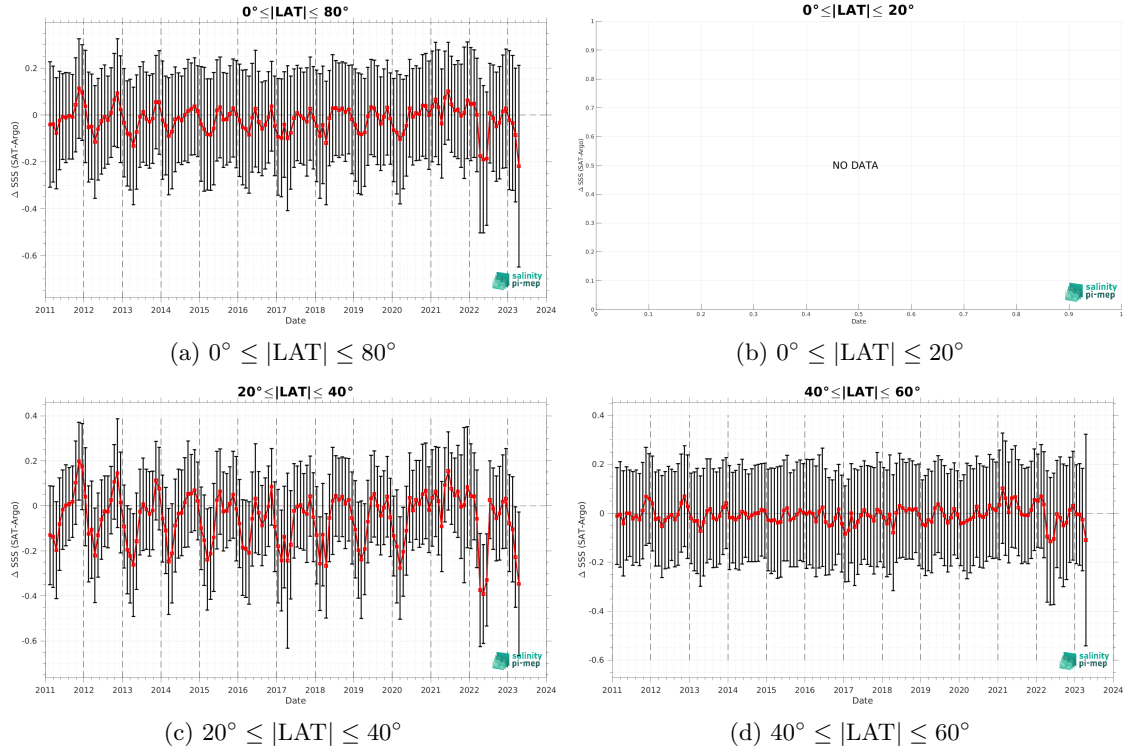 0°≤|LAT|≤ 80°
0.2
0
-0.2
-0.4
-0.6
Δ SSS (SAT-Argo)
2011 2012 2013 2014 2015 2016 2017 2018 2019 2020 2021 2022 2023 2024
Date
salinity
pi-mep
(a) 0° ≤ |LAT| ≤ 80°
0°≤|LAT|≤ 20°
1
0.9
0.8
0.7
0.6
0.5
0.4
0.3
0.2
0.1
0
Δ SSS (SAT-Argo)
NO DATA
0 0.1 0.2 0.3 0.4 0.5 0.6 0.7 0.8 0.9 1
Date
salinity
pi-mep
(b) 0° ≤ |LAT| ≤ 20°
20°≤|LAT|≤ 40°
0.4
0.2
0
-0.2
-0.4
-0.6
Δ SSS (SAT-Argo)
2011 2012 2013 2014 2015 2016 2017 2018 2019 2020 2021 2022 2023 2024
Date
salinity
pi-mep
(c) 20° ≤ |LAT| ≤ 40°
40°≤|LAT|≤ 60°
0.4
0.2
0
-0.2
-0.4
-0.6
Δ SSS (SAT-Argo)
2011 2012 2013 2014 2015 2016 2017 2018 2019 2020 2021 2022 2023 2024
Date
salinity
pi-mep
(d) 40° ≤ |LAT| ≤ 60°